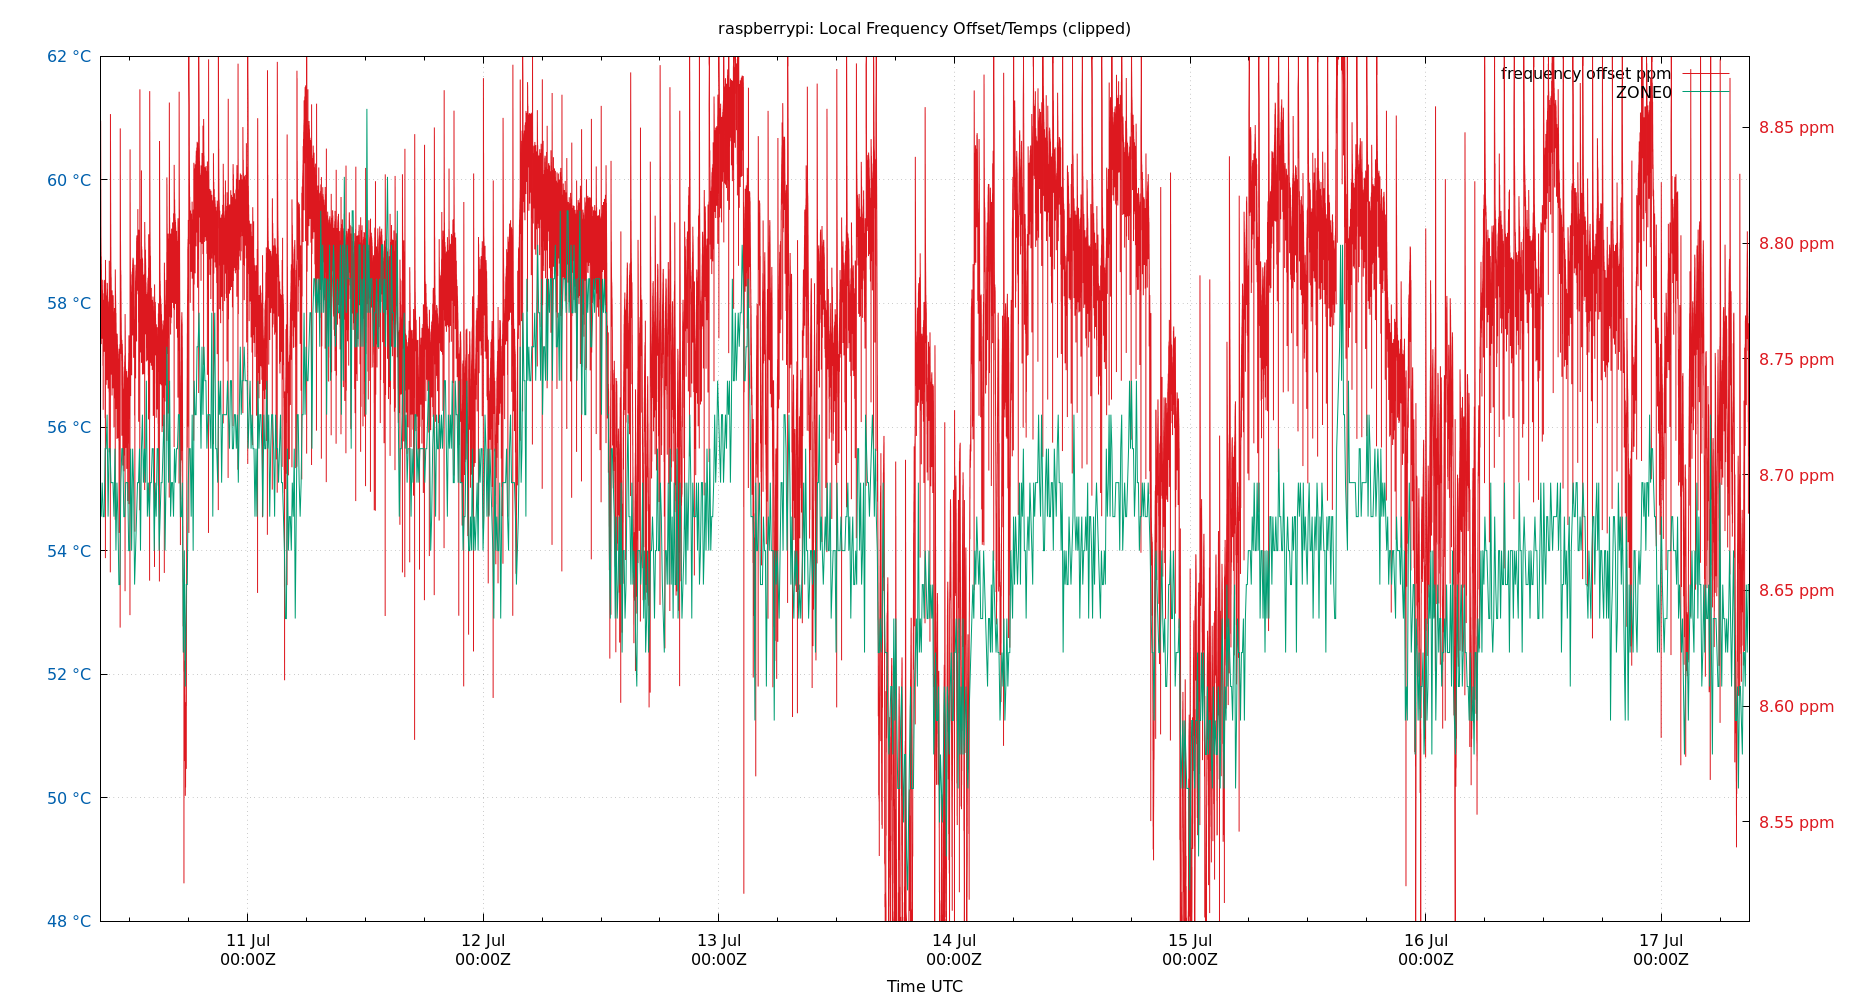 raspberrypi: Local Frequency Offset/Temps (clipped)
62 °C
60 °C
58 °C
56 °C
54 °C
52 °C
50 °C
48 °C
frequency offset ppm
ZONE0
8.85 ppm
8.80 ppm
8.75 ppm
8.70 ppm
8.65 ppm
8.60 ppm
8.55 ppm
11 Jul 12 Jul 13 Jul 14 Jul 15 Jul 16 Jul 17 Jul
00:00Z 00:00Z 00:00Z 00:00Z 00:00Z 00:00Z 00:00Z
Time UTC